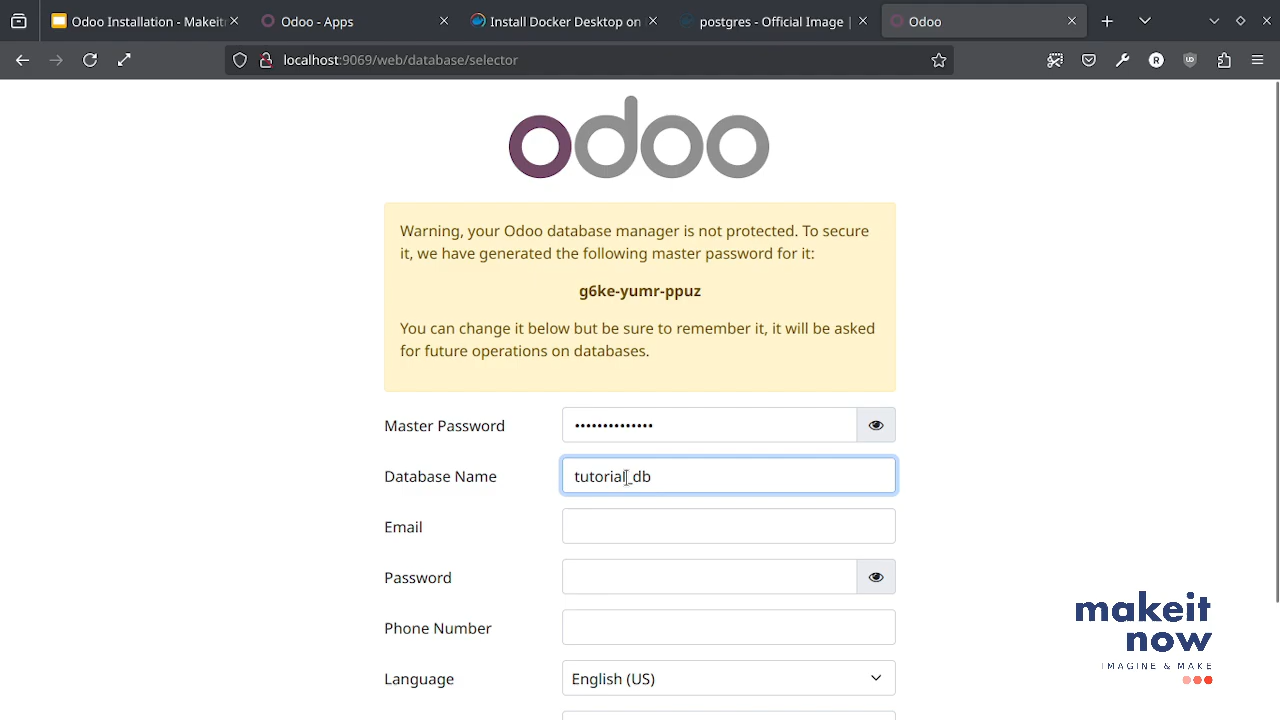 Odoo Installation - Makeit
Odoo - Apps
Install Docker Desktop on
postgres - Official Image |
Odoo
localhost:9069/web/database/selector
R
UD
odoo
Warning, your Odoo database manager is not protected. To secure
it, we have generated the following master password for it:
g6ke-yumr-ppuz
You can change it below but be sure to remember it, it will be asked
for future operations on databases.
Master Password ••••••••••••••
Database Name tutorial_db
Email
Password
Phone Number
Language English (US)
makeit
now
IMAGINE & MAKE